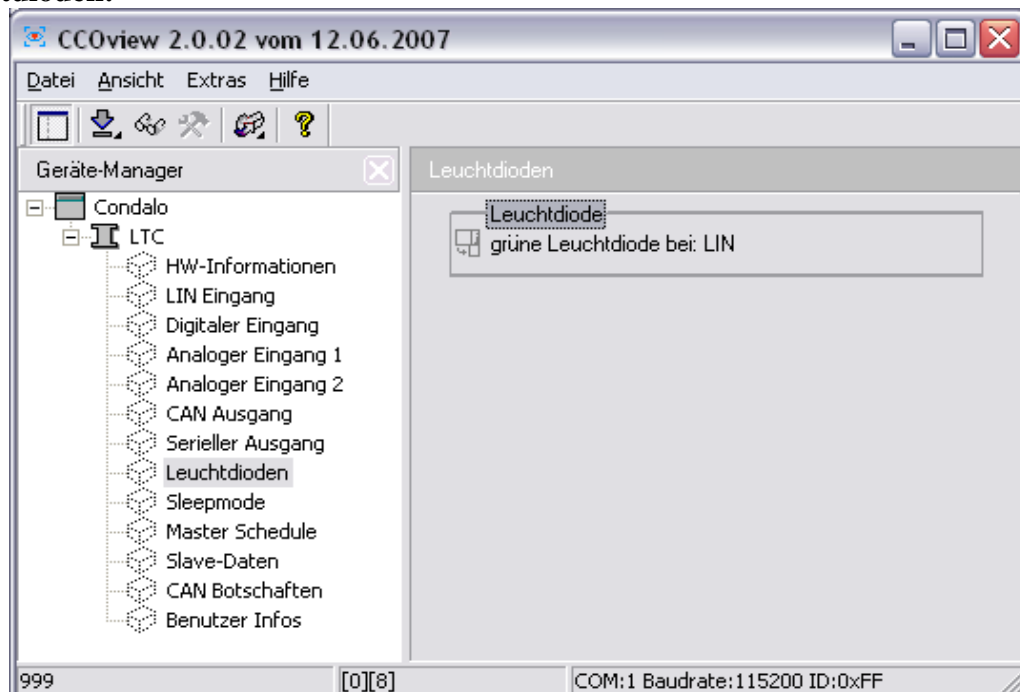 CCOview 2.0.02 vom 12.06.2007
Datei Ansicht Extras Hilfe
Geräte-Manager
Leuchtdioden
Condalo
LTC
HW-Informationen
LIN Eingang
Digitaler Eingang
Analoger Eingang 1
Analoger Eingang 2
CAN Ausgang
Serieller Ausgang
Leuchtdioden
Sleepmode
Master Schedule
Slave-Daten
CAN Botschaften
Benutzer Infos
Leuchtdiode
grüne Leuchtdiode bei: LIN
999
[0][8]
COM:1 Baudrate:115200 ID:0xFF